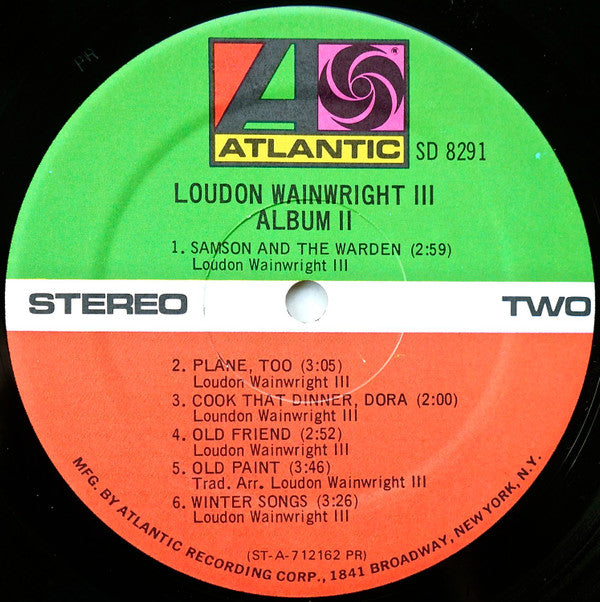 PR
ATLANTIC
SD 8291
LOUDON WAINWRIGHT III
ALBUM II
1. SAMSON AND THE WARDEN (2:59)
Loudon Wainwright III
STEREO
TWO
2. PLANE, TOO (3:05)
Loudon Wainwright III
3. COOK THAT DINNER, DORA (2:00)
Loundon Wainwright III
4. OLD FRIEND (2:52)
Loudon Wainwright III
5. OLD PAINT (3:46)
Trad. Arr. Loudon Wainwright III
6. WINTER SONGS (3:26)
Loudon Wainwright III
(ST-A-712162 PR)
MFG. BY ATLANTIC RECORDING CORP., 1841 BROADWAY, NEW YORK, N.Y.